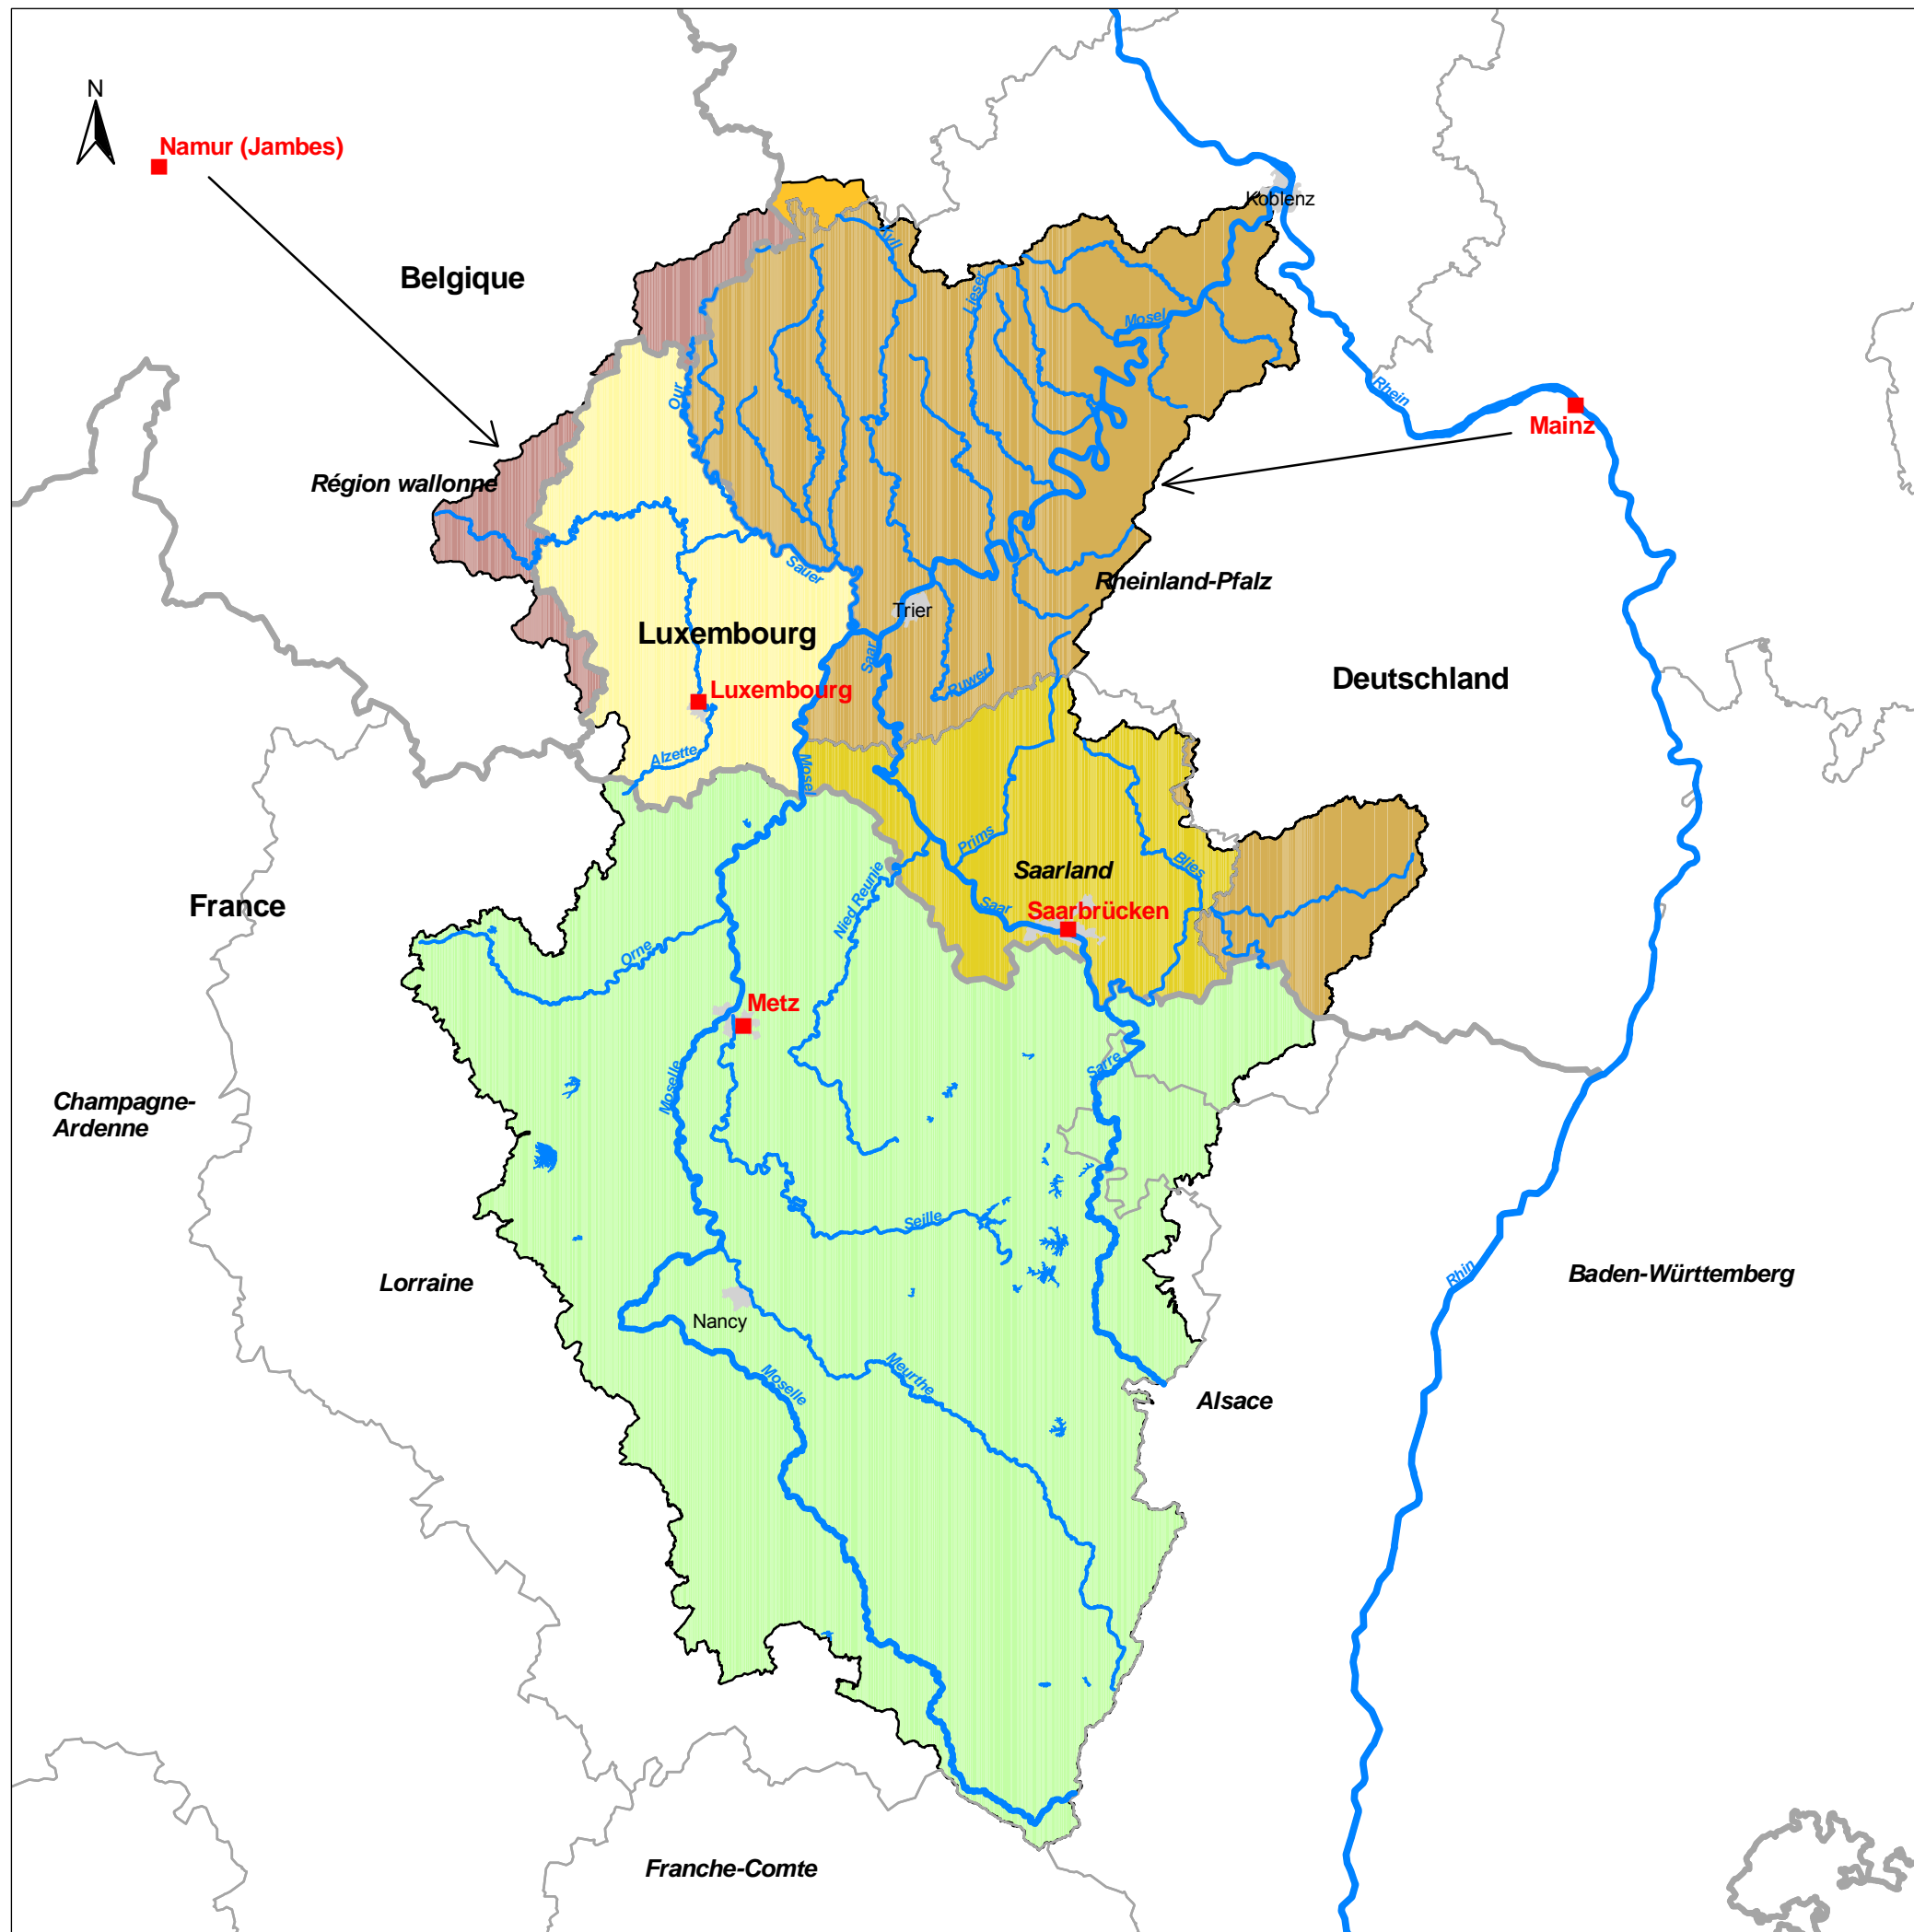 N
Namur (Jambes)
Koblenz
Kyll
Belgique
Lieser
Mosel
Rhein
Our
Mainz
Région wallonne
Sauer
Rheinland-Pfalz
Trier
Luxembourg
Saar
Ruwer
Deutschland
Luxembourg
Alzette
Mosel
Prims
Blies
Saarland
Nied Reunie
France
Saar
Saarbrücken
Orne
Metz
Sarre
Moselle
Champagne-
Ardenne
Seille
Rhin
Baden-Württemberg
Lorraine
Nancy
Meurthe
Moselle
Alsace
Franche-Comte